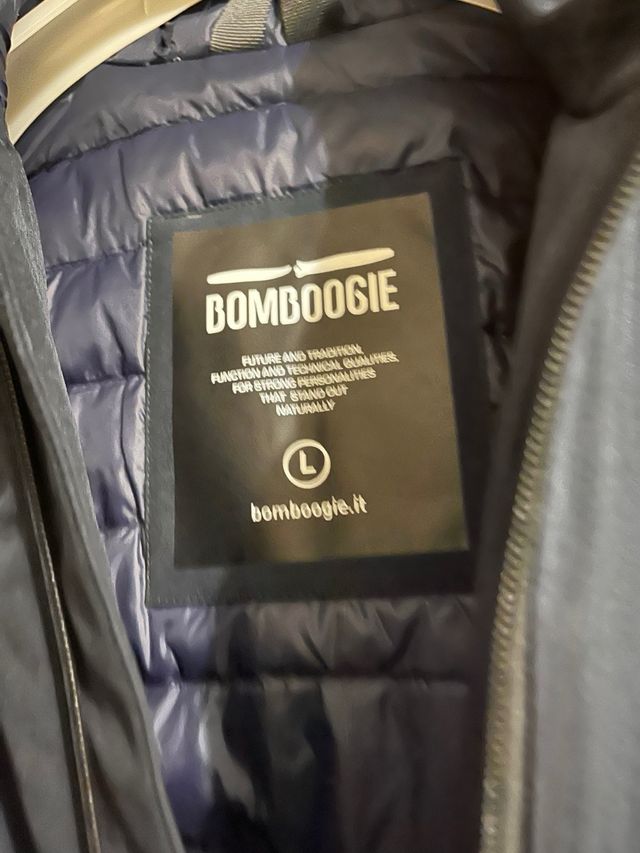 BOMBOOGIE
FUTURE AND TRADITION,
FUNCTION AND TECHNICAL QUALITIES,
FOR STRONG PERSONALITIES
THAT STAND OUT
NATURALLY
L
bomboogie.it